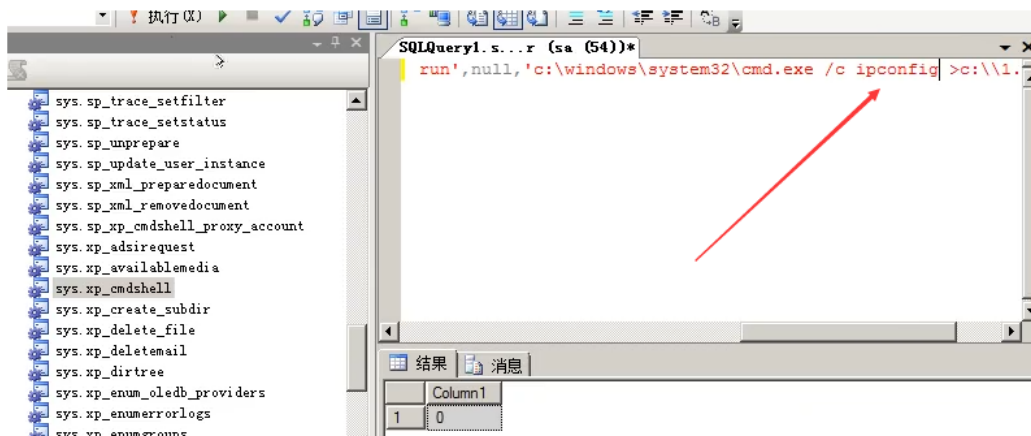 执行(X)
SQLQuery1.s...r (sa (54))*
run',null,'c:\windows\system32\cmd.exe /c ipconfig >c:\\1.
sys.sp_trace_setfilter
sys.sp_trace_setstatus
sys.sp_unprepare
sys.sp_update_user_instance
sys.sp_xml_preparedocument
sys.sp_xml_removedocument
sys.sp_xp_cmdshell_proxy_account
sys.xp_adsirequest
sys.xp_availablemedia
sys.xp_cmdshell
sys.xp_create_subdir
sys.xp_delete_file
sys.xp_deletemail
sys.xp_dirtree
sys.xp_enum_oledb_providers
sys.xp_enumerrorlogs
sys.xp_enumgroups
结果 消息
Column1
1 0